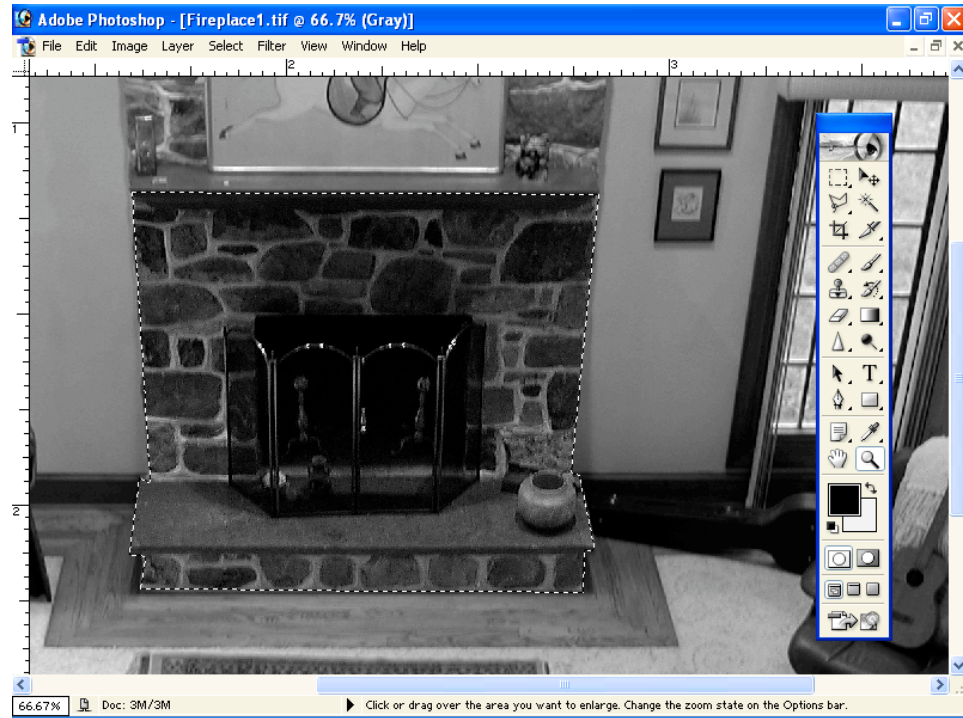 Adobe Photoshop - [Fireplace1.tif @ 66.7% (Gray)]
File Edit Image Layer Select Filter View Window Help
2 3
1
2
T
66.67% Doc: 3M/3M Click or drag over the area you want to enlarge. Change the zoom state on the Options bar.